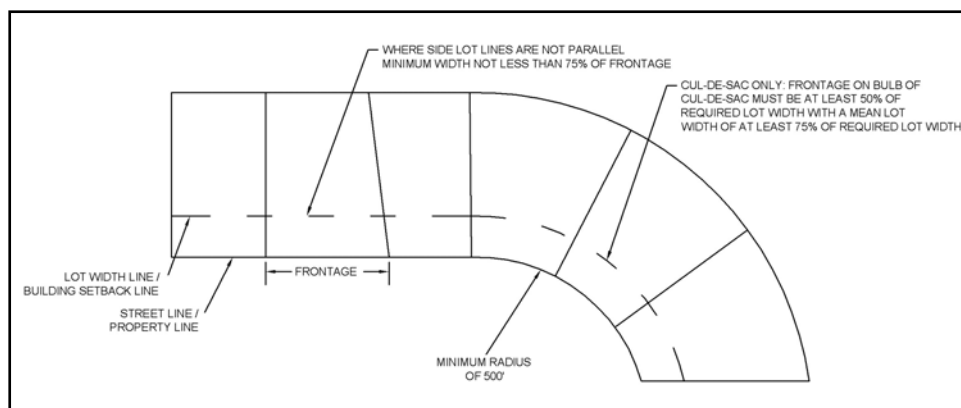 WHERE SIDE LOT LINES ARE NOT PARALLEL
MINIMUM WIDTH NOT LESS THAN 75% OF FRONTAGE
CUL-DE-SAC ONLY: FRONTAGE ON BULB OF
CUL-DE-SAC MUST BE AT LEAST 50% OF
REQUIRED LOT WIDTH WITH A MEAN LOT
WIDTH OF AT LEAST 75% OF REQUIRED LOT WIDTH
LOT WIDTH LINE /
BUILDING SETBACK LINE
FRONTAGE
STREET LINE /
PROPERTY LINE
MINIMUM RADIUS
OF 500'